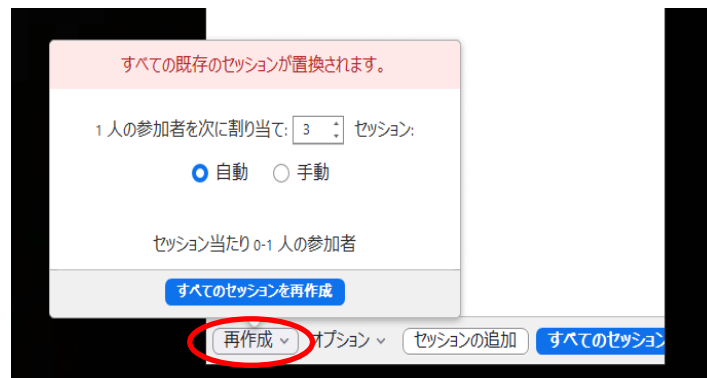 すべての既存のセッションが置換されます。
1 人の参加者を次に割り当て: 3 セッション:
自動 手動
セッション当たり 0-1 人の参加者
すべてのセッションを再作成
再作成 オプション セッションの追加 すべてのセッション